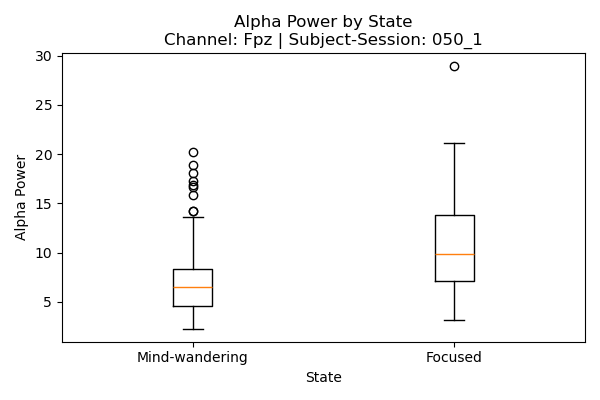 Alpha Power by State
Channel: Fpz | Subject-Session: 050_1
Alpha Power
30
25
20
15
10
5
Mind-wandering
Focused
State